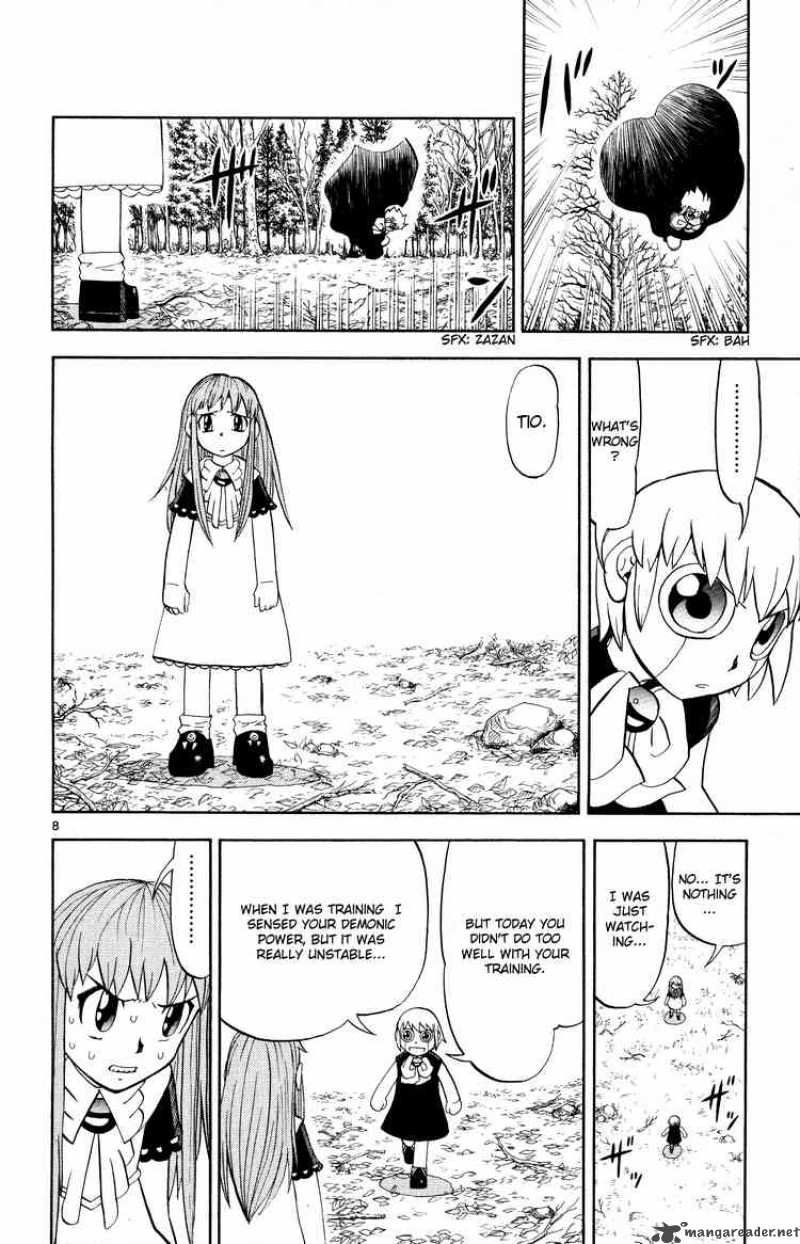 SFX: BAH
SFX: ZAZAN
.........
WHAT'S
WRONG
?
TIO.
NO... IT'S
NOTHING
...
I WAS
JUST
WATCH-
ING...
BUT TODAY YOU
DIDN'T DO TOO
WELL WITH YOUR
TRAINING.
WHEN I WAS TRAINING I
SENSED YOUR DEMONIC
POWER, BUT IT WAS
REALLY UNSTABLE...
.........
8
mangareader.net